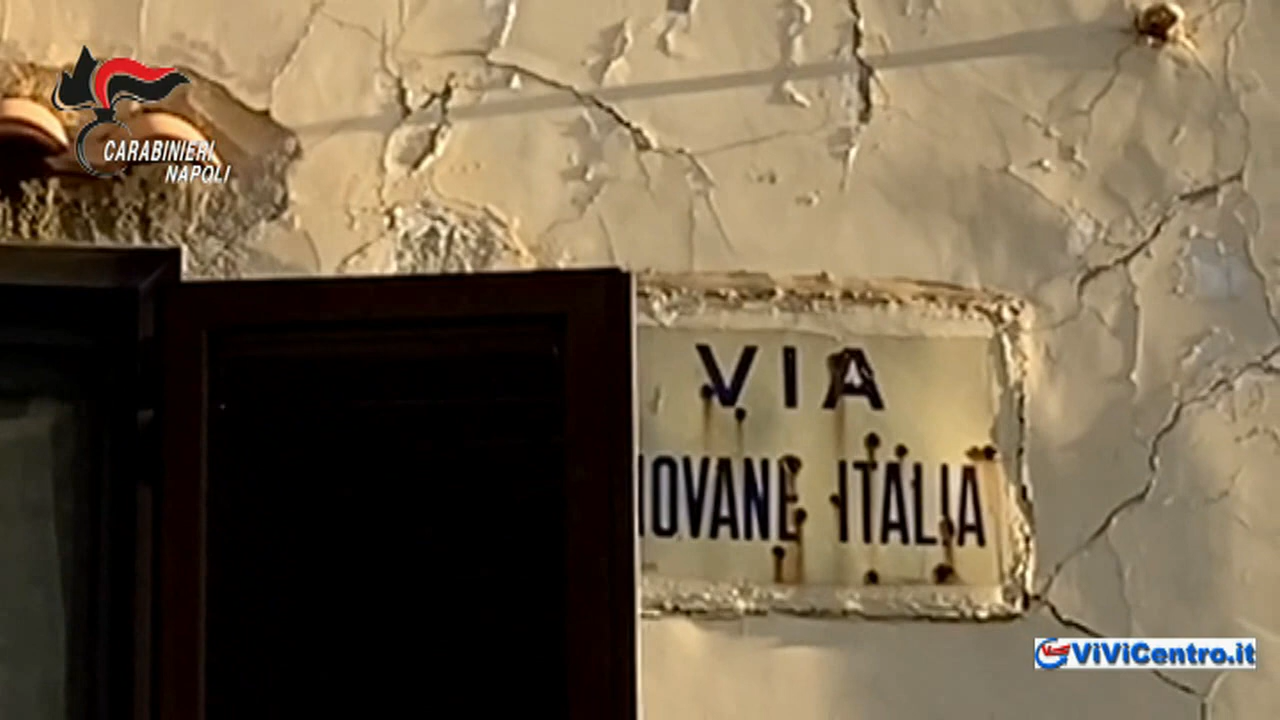 CARABINIERI
NAPOLI
VIA
IOVANE ITALIA
ViViCentro.it